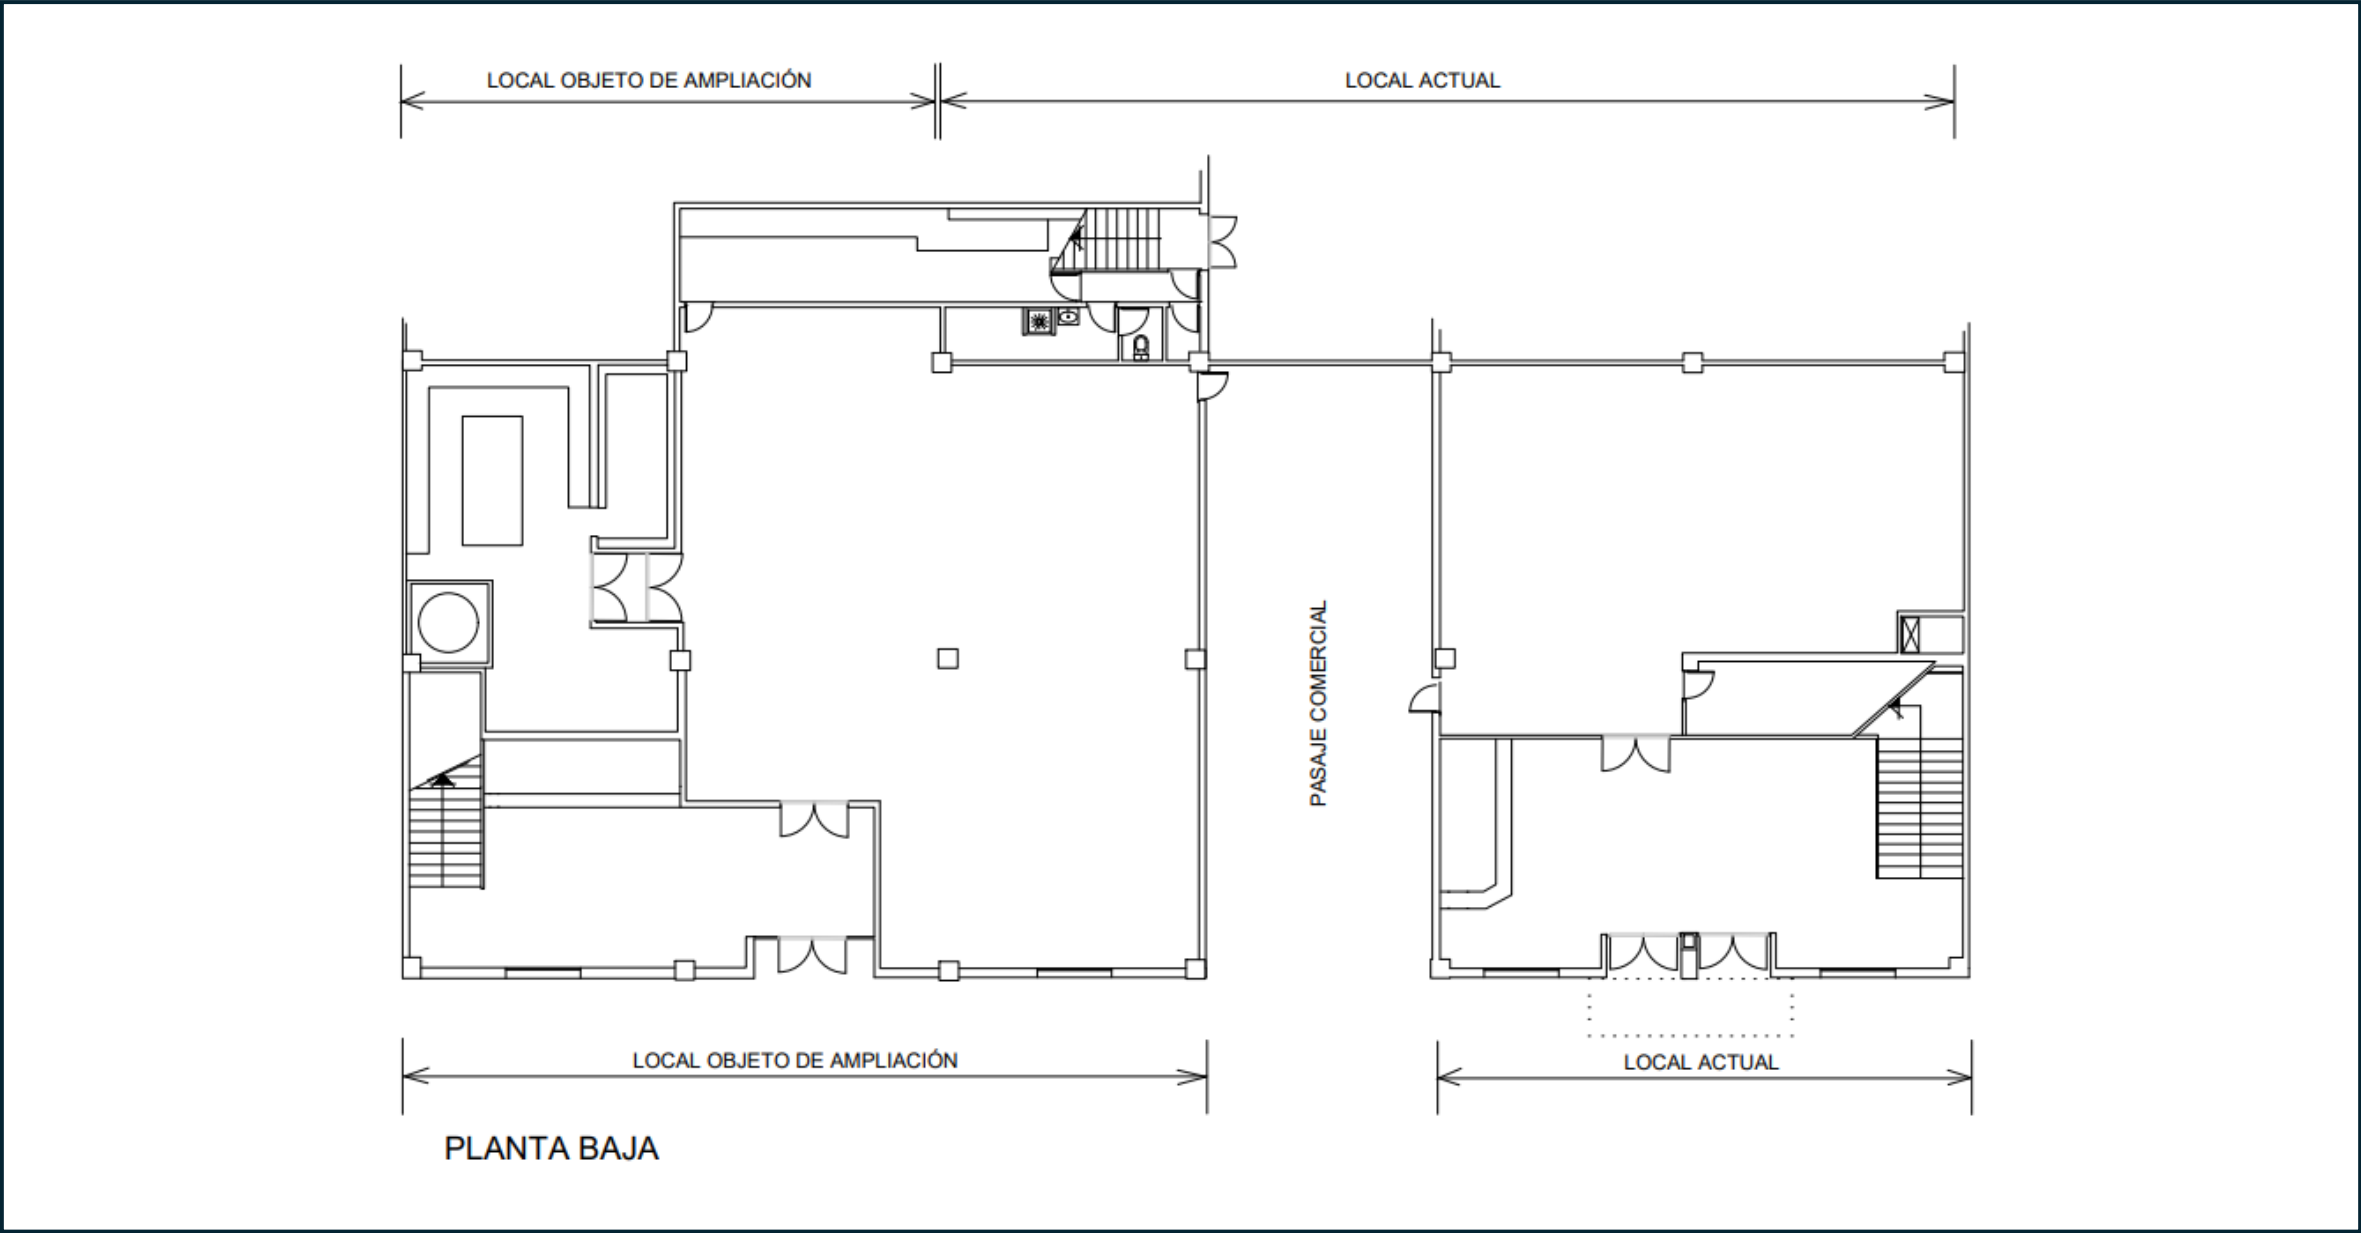 LOCAL OBJETO DE AMPLIACIÓN
LOCAL ACTUAL
PASAJE COMERCIAL
LOCAL OBJETO DE AMPLIACIÓN
LOCAL ACTUAL
PLANTA BAJA